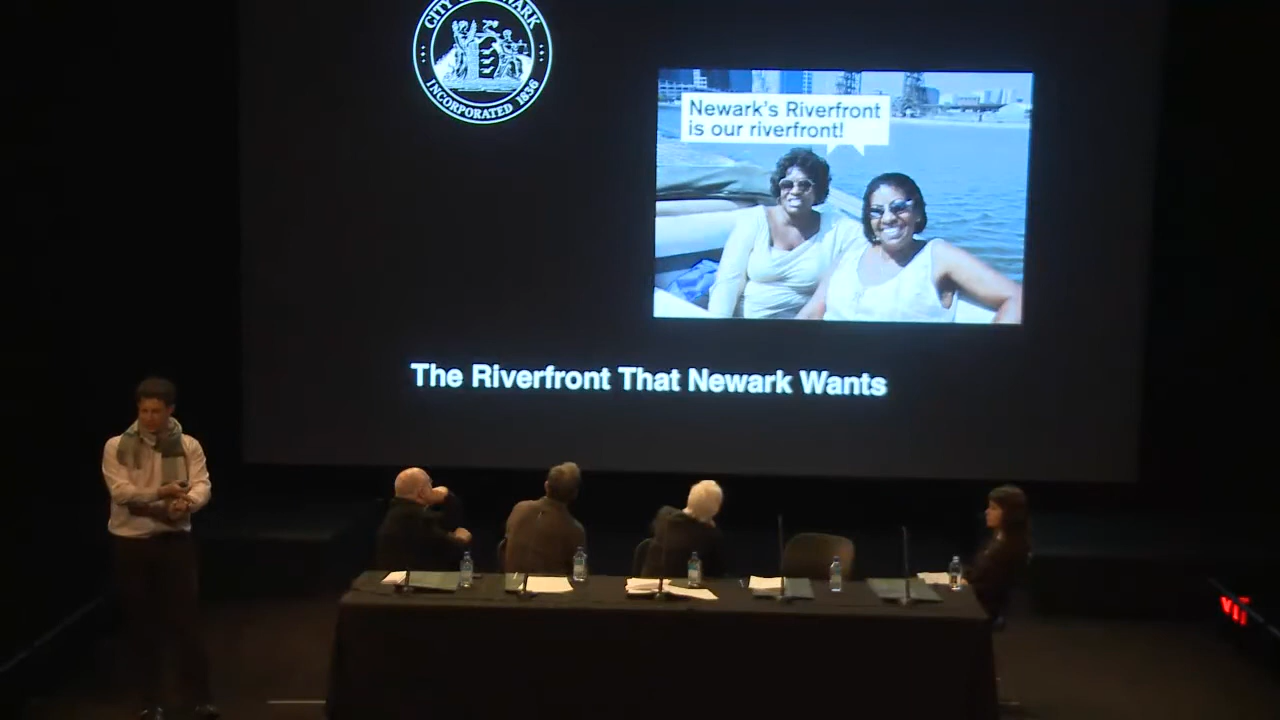 INCORPORATED 1836
Newark's Riverfront
is our riverfront!
The Riverfront That Newark Wants